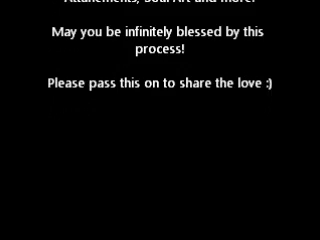 Attunements, Soul Art and more!
May you be infinitely blessed by this
process!
Please pass this on to share the love :)